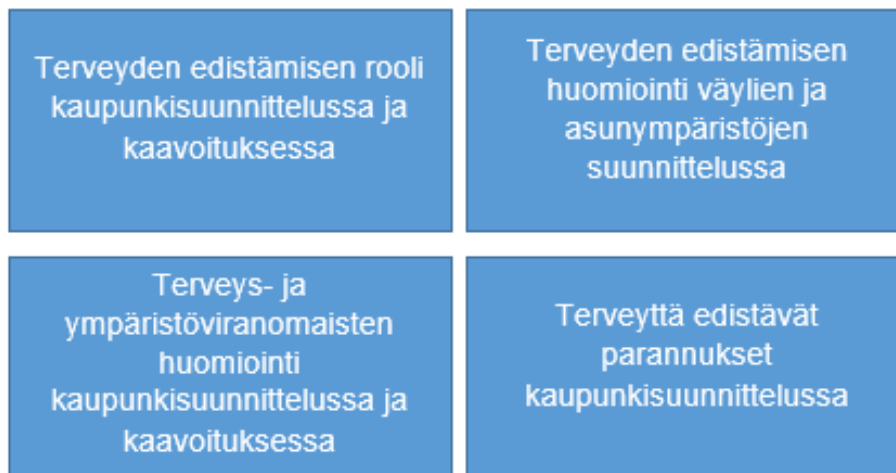 Terveyden edistämisen rooli
kaupunkisuunnittelussa ja
kaavoituksessa
Terveyden edistämisen
huomiointi väylien ja
asunympäristöjen
suunnittelussa
Terveys- ja
ympäristöviranomaisten
huomiointi
kaupunkisuunnittelussa ja
kaavoituksessa
Terveyttä edistävät
parannukset
kaupunkisuunnittelussa